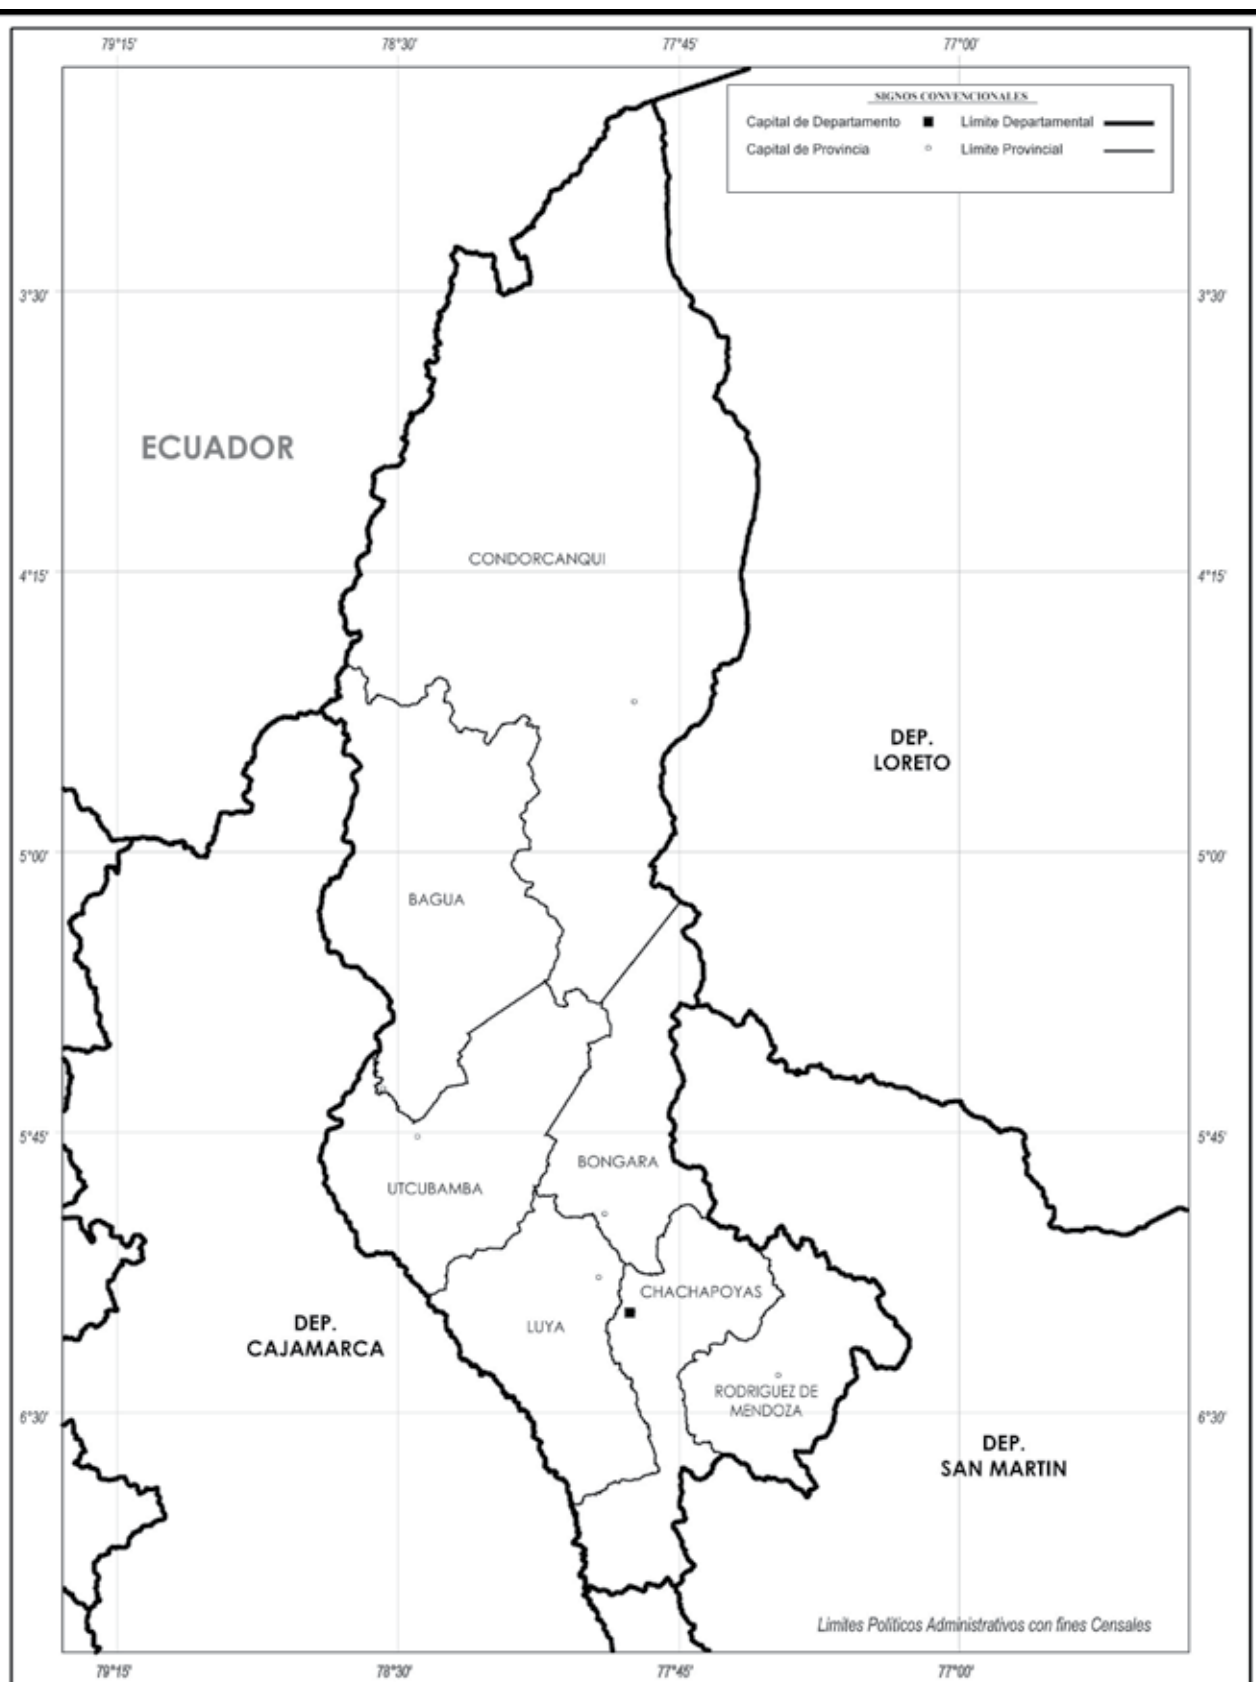 79°15' 78°30' 77°45' 77°00'
SIGNOS CONVENCIONALES
Capital de Departamento Límite Departamental
Capital de Provincia Límite Provincial
3°30' 3°30'
ECUADOR
CONDORCANQUI
4°15' 4°15'
DEP.
LORETO
5°00' 5°00'
BAGUA
5°45' 5°45'
BONGARA
UTCUBAMBA
CHACHAPOYAS
DEP.
CAJAMARCA
LUYA
RODRIGUEZ DE
MENDOZA
6°30' 6°30'
DEP.
SAN MARTIN
Limites Políticos Administrativos con fines Censales
79°15' 78°30' 77°45' 77°00'